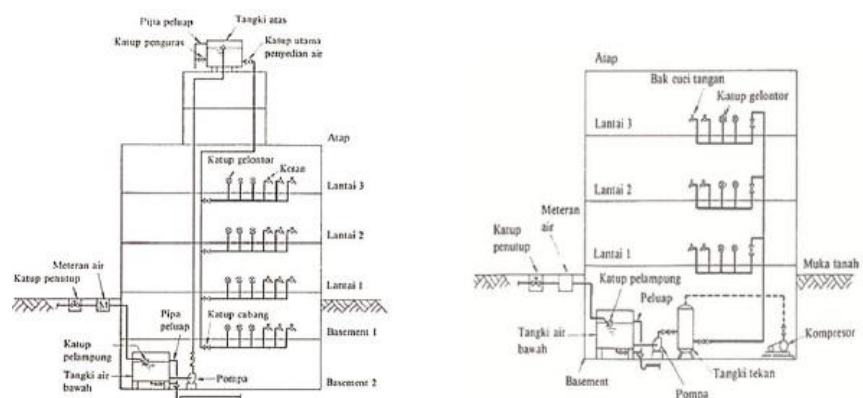 Pipa peluap
Tangki atas
Katup penguras
Katup utama
penyedian air
Atap
Katup gelontor
Keran
Lantai 3
Lantai 2
Meteran air
Katup penutup
Lantai 1
M
Pipa
peluap
Katup cabang
Basement 1
Katup
pelampung
Tangki air
bawah
Pompa
Basement 2
Atap
Bak cuci tangan
Katup gelontor
Lantai 3
Lantai 2
Meteran
air
Katup
penutup
Lantai 1
Muka tanah
Katup pelampung
Peluap
Tangki air
bawah
Kompresor
Basement
Pompa
Tangki tekan